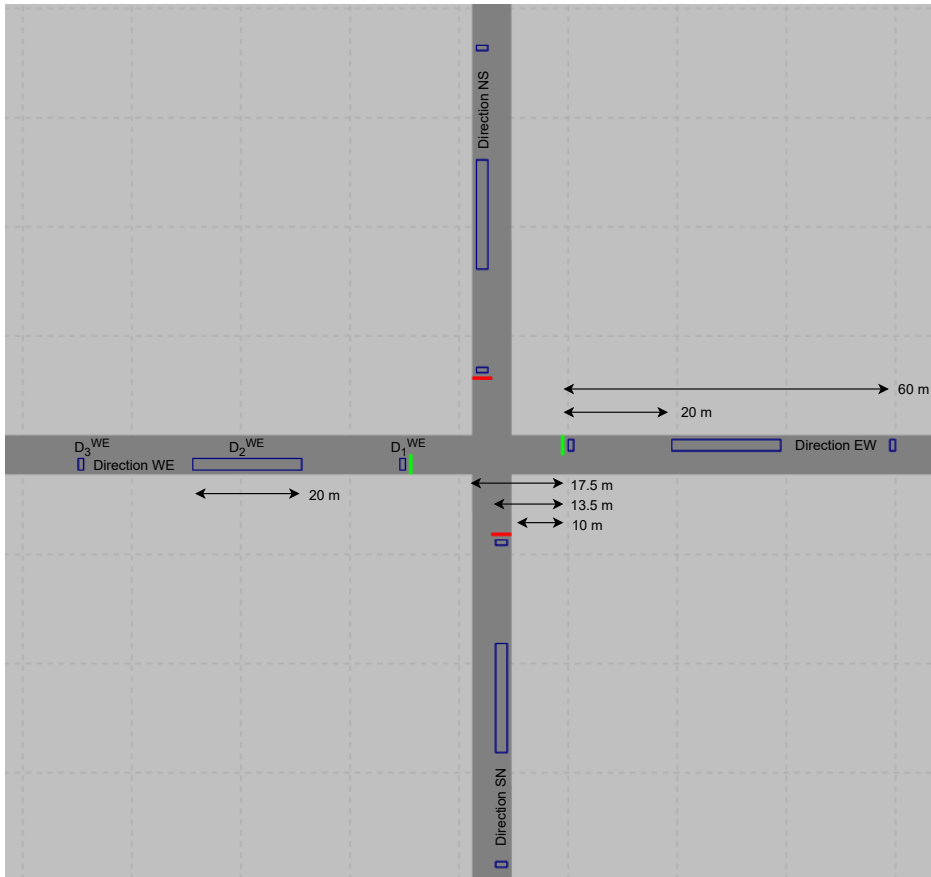 Direction NS
60 m
20 m
D3WE
D2WE
D1WE
Direction EW
Direction WE
20 m
17.5 m
13.5 m
10 m
Direction SN